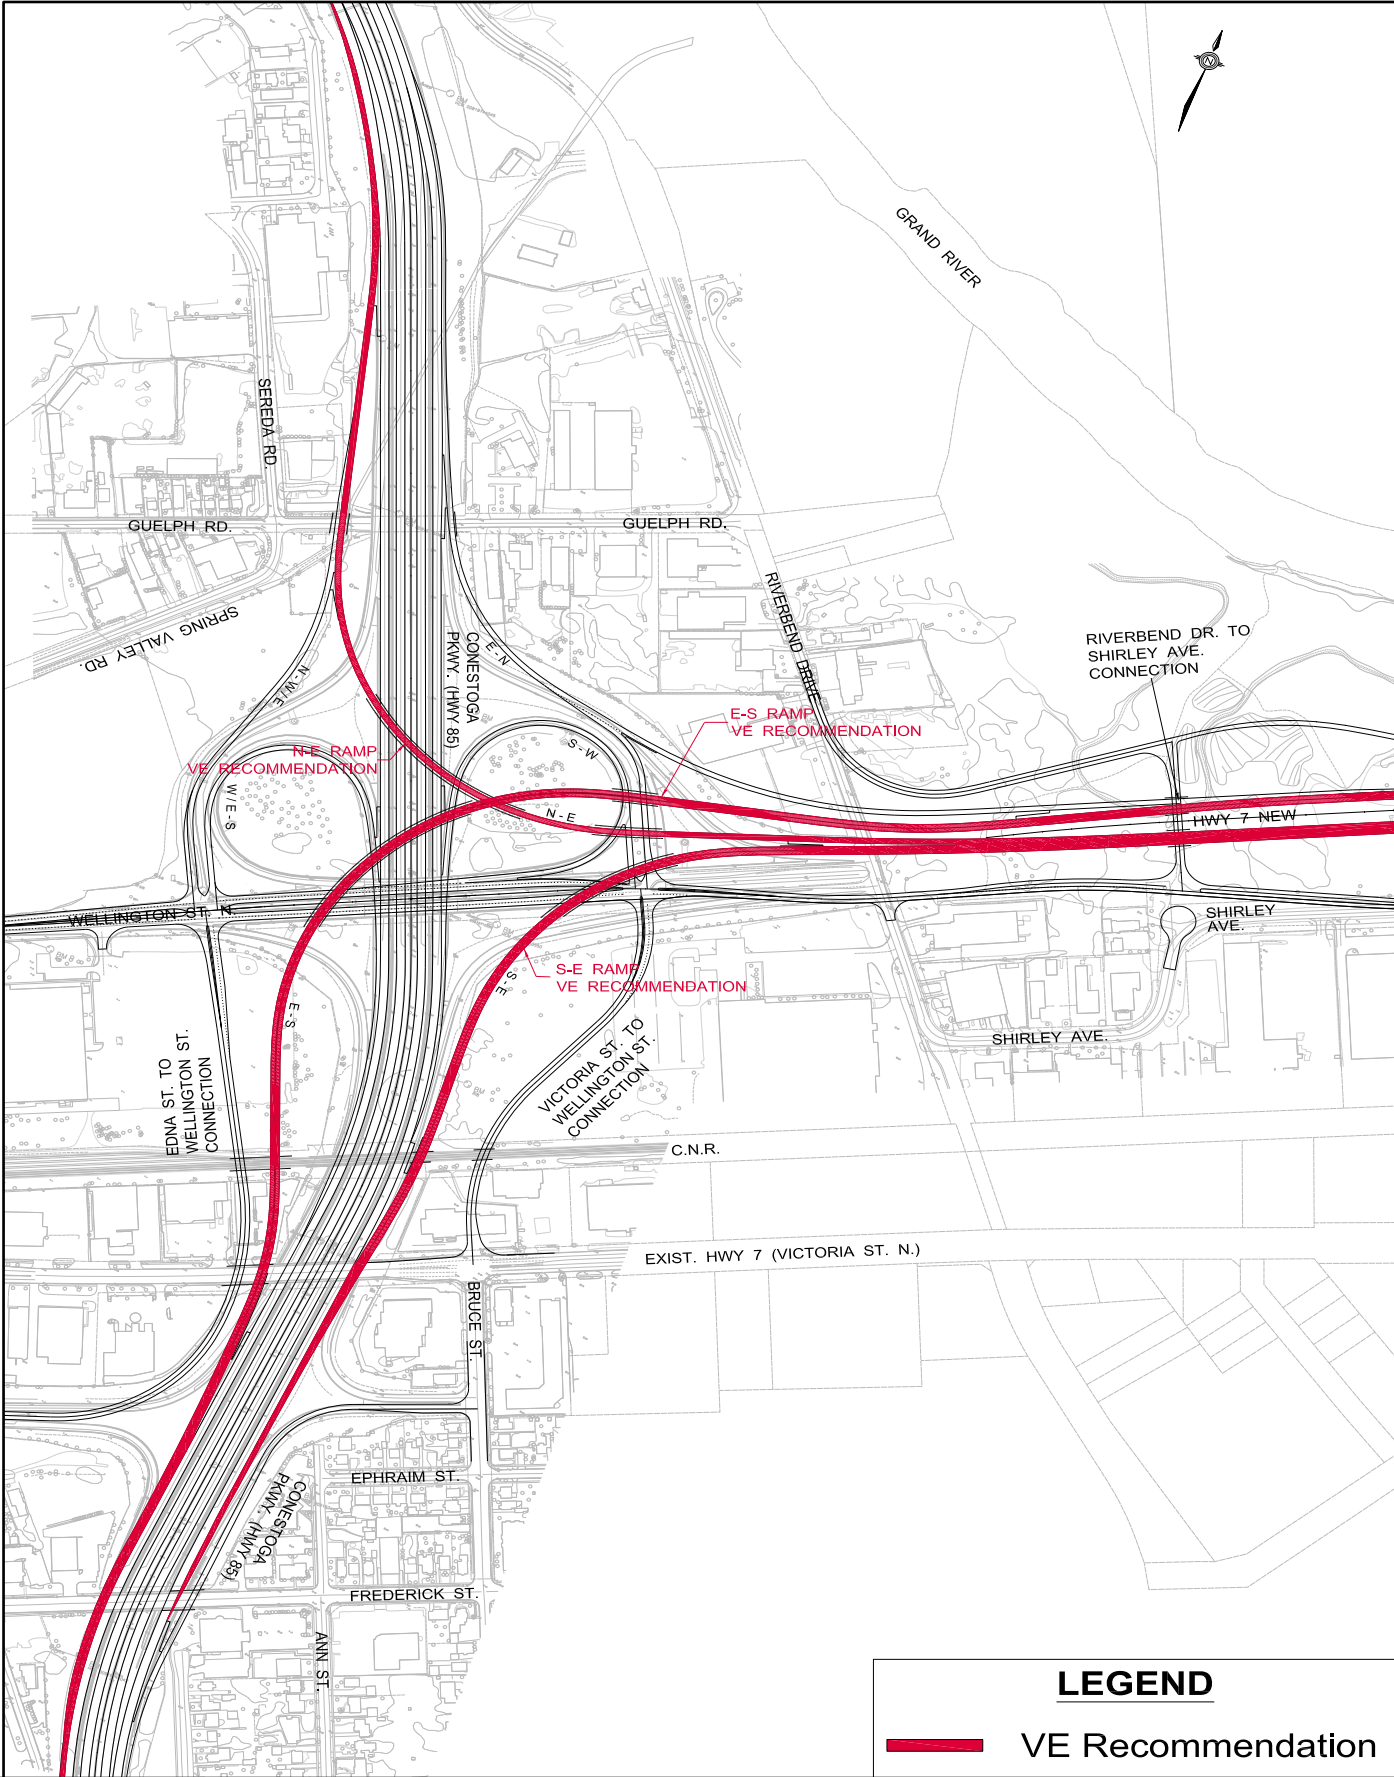 N
GRAND RIVER
SEREDA RD.
GUELPH RD.
GUELPH RD.
SPRING VALLEY RD.
RIVERBEND DRIVE
RIVERBEND DR. TO
SHIRLEY AVE.
CONNECTION
CONESTOGA
PKWY. (HWY 85)
E-N
N-W/E
S-W
W/E-S
N-E RAMP
VE RECOMMENDATION
E-S RAMP
VE RECOMMENDATION
N-E
HWY 7 NEW
WELLINGTON ST. N.
SHIRLEY
AVE.
S-E RAMP
VE RECOMMENDATION
S-E
E-S
SHIRLEY AVE.
EDNA ST. TO
WELLINGTON ST.
CONNECTION
VICTORIA ST. TO
WELLINGTON ST.
CONNECTION
C.N.R.
EXIST. HWY 7 (VICTORIA ST. N.)
BRUCE ST.
EPHRAIM ST.
CONESTOGA
PKWY. (HWY 85)
FREDERICK ST.
ANN ST.
LEGEND
VE Recommendation